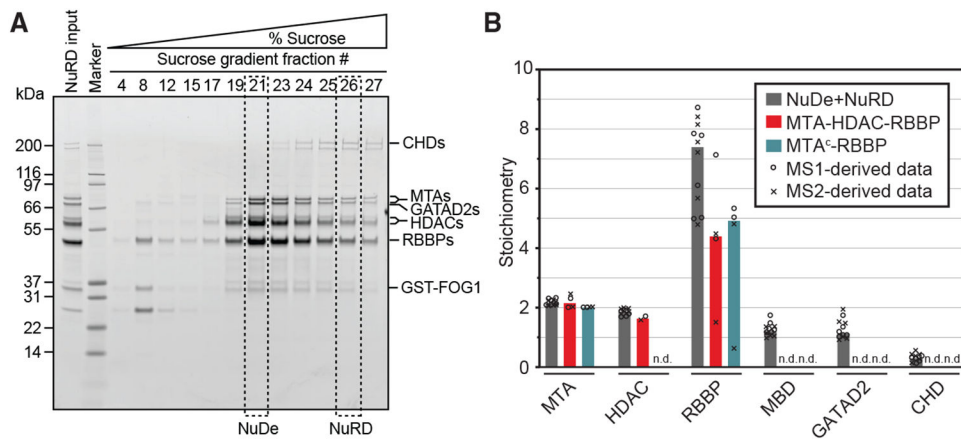 A
% Sucrose
Sucrose gradient fraction #
NuRD input
Marker
4 8 12 15 17 19 21 23 24 25 26 27
kDa
200
116
97
66
55
37
31
22
14
CHDs
MTAs
GATAD2s
HDACs
RBBPs
GST-FOG1
NuDe NuRD
B
Stoichiometry
10
8
6
4
2
0
NuDe+NuRD
MTA-HDAC-RBBP
MTAᶜ-RBBP
MS1-derived data
MS2-derived data
n.d. n.d.n.d. n.d.n.d. n.d.n.d
MTA HDAC RBBP MBD GATAD2 CHD